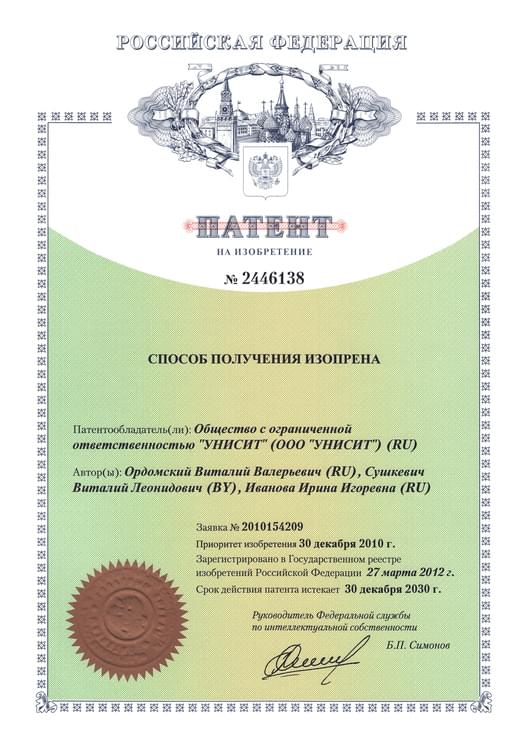 РОССИЙСКАЯ ФЕДЕРАЦИЯ
ПАТЕНТ
НА ИЗОБРЕТЕНИЕ
№ 2446138
СПОСОБ ПОЛУЧЕНИЯ ИЗОПРЕНА
Патентообладатель(ли): Общество с ограниченной
ответственностью "УНИСИТ" (ООО "УНИСИТ") (RU)
Автор(ы): Ордомский Виталий Валерьевич (RU), Сушкевич
Виталий Леонидович (BY), Иванова Ирина Игоревна (RU)
Заявка № 2010154209
Приоритет изобретения 30 декабря 2010 г.
Зарегистрировано в Государственном реестре
изобретений Российской Федерации 27 марта 2012 г.
Срок действия патента истекает 30 декабря 2030 г.
Руководитель Федеральной службы
по интеллектуальной собственности
Б.П. Симонов